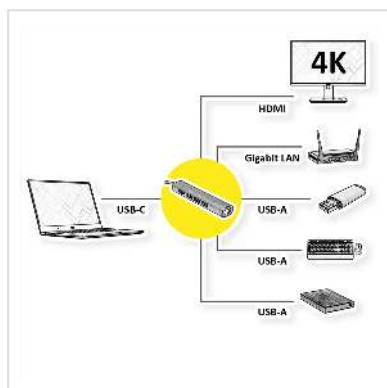 4K
HDMI
Gigabit LAN
USB-C
USB-A
USB-A
USB-A